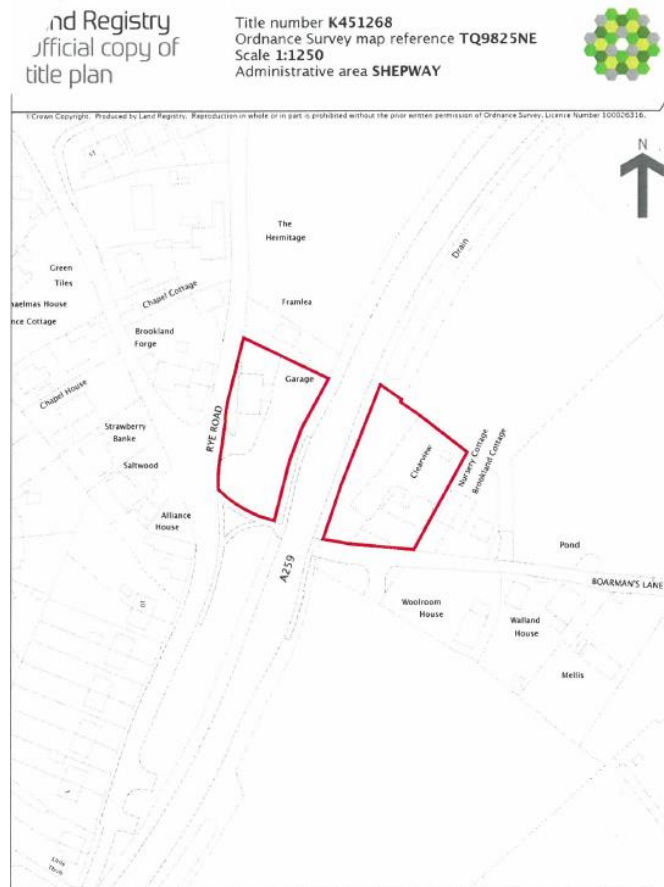 nd Registry
official copy of
title plan
Title number K451268
Ordnance Survey map reference TQ9825NE
Scale 1:1250
Administrative area SHEPWAY
©Crown Copyright. Produced by Land Registry. Reproduction in whole or in part is prohibited without the prior written permission of Ordnance Survey. Licence Number 100026316.
N
The
Hermitage
Drain
Green
Tiles
Chapel Cottage
Framlea
haelmas House
nce Cottage
Brookland
Forge
Garage
Chapel House
RYE ROAD
Strawberry
Banke
Clearview
Nursery Cottage
Brookland Cottage
Saltwood
Alliance
House
A259
Pond
BOARMAN'S LANE
Woolroom
House
Walland
House
Mellis